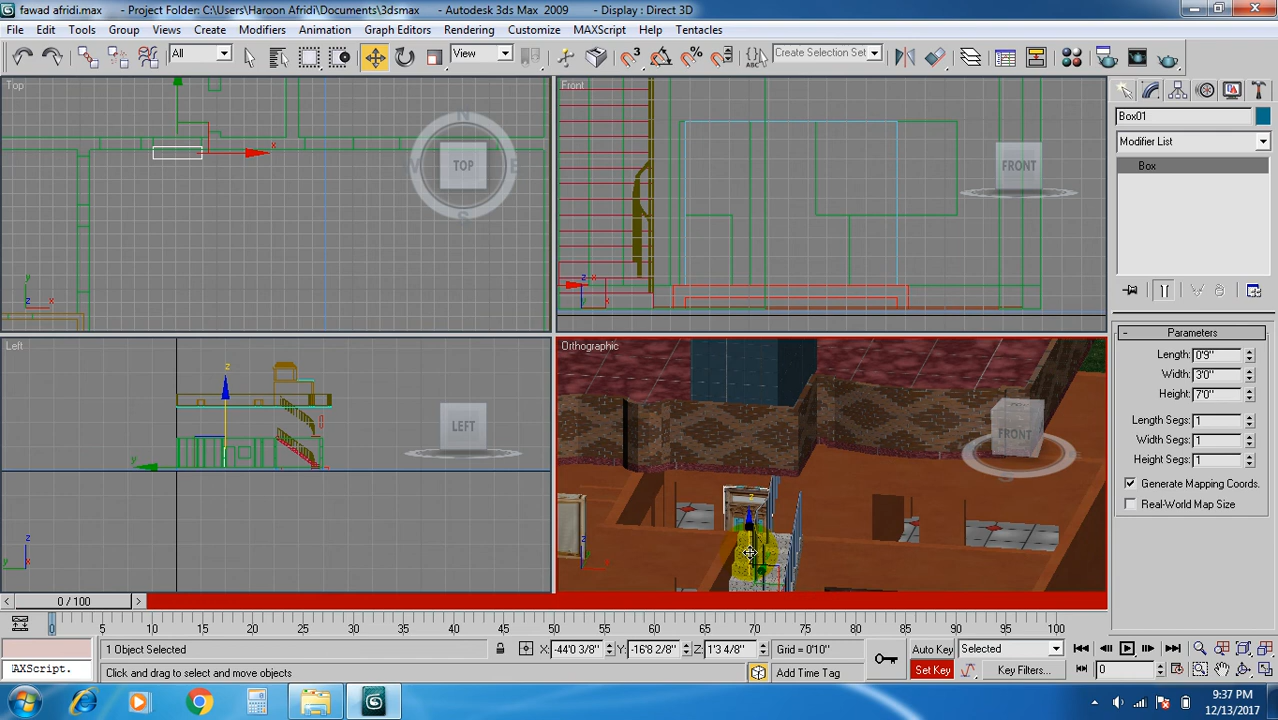 fawad afridi.max - Project Folder: C:\Users\Haroon Afridi\Documents\3dsmax - Autodesk 3ds Max 2009 - Display : Direct 3D
File Edit Tools Group Views Create Modifiers Animation Graph Editors Rendering Customize MAXScript Help Tentacles
All View Create Selection Set
Top
N
TOP
S
x
y
z x
Front
FRONT
z x
x
Left
z
LEFT
y
z
y
Orthographic
FRONT
Box01
Modifier List
Box
Parameters
Length: 0'9"
Width: 3'0"
Height: 7'0"
Length Segs: 1
Width Segs: 1
Height Segs: 1
Generate Mapping Coords.
Real-World Map Size
0 / 100
0 5 10 15 20 25 30 35 40 45 50 55 60 65 70 75 80 85 90 95 100
1 Object Selected X: -44'0 3/8" Y: -16'8 2/8" Z: 1'3 4/8" Grid = 0'10" Auto Key Selected
AXScript. Click and drag to select and move objects Add Time Tag Set Key Key Filters... 0
9:37 PM
12/13/2017